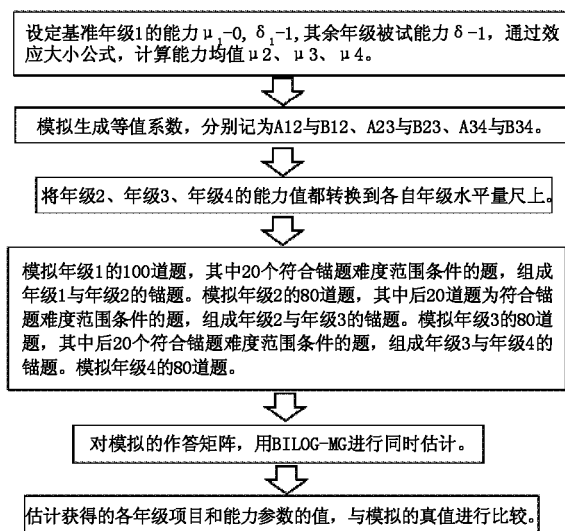 设定基准年级1的能力μ₁-0, δ₁-1,其余年级被试能力δ-1，通过效
应大小公式，计算能力均值μ2、μ3、μ4。
模拟生成等值系数，分别记为A12与B12、A23与B23、A34与B34。
将年级2、年级3、年级4的能力值都转换到各自年级水平量尺上。
模拟年级1的100道题，其中20个符合锚题难度范围条件的题，组成
年级1与年级2的锚题。模拟年级2的80道题，其中后20道题为符合锚
题难度范围条件的题，组成年级2与年级3的锚题。模拟年级3的80道
题，其中后20个符合锚题难度范围条件的题，组成年级3与年级4的
锚题。模拟年级4的80道题。
对模拟的作答矩阵，用BILOG-MG进行同时估计。
估计获得的各年级项目和能力参数的值，与模拟的真值进行比较。